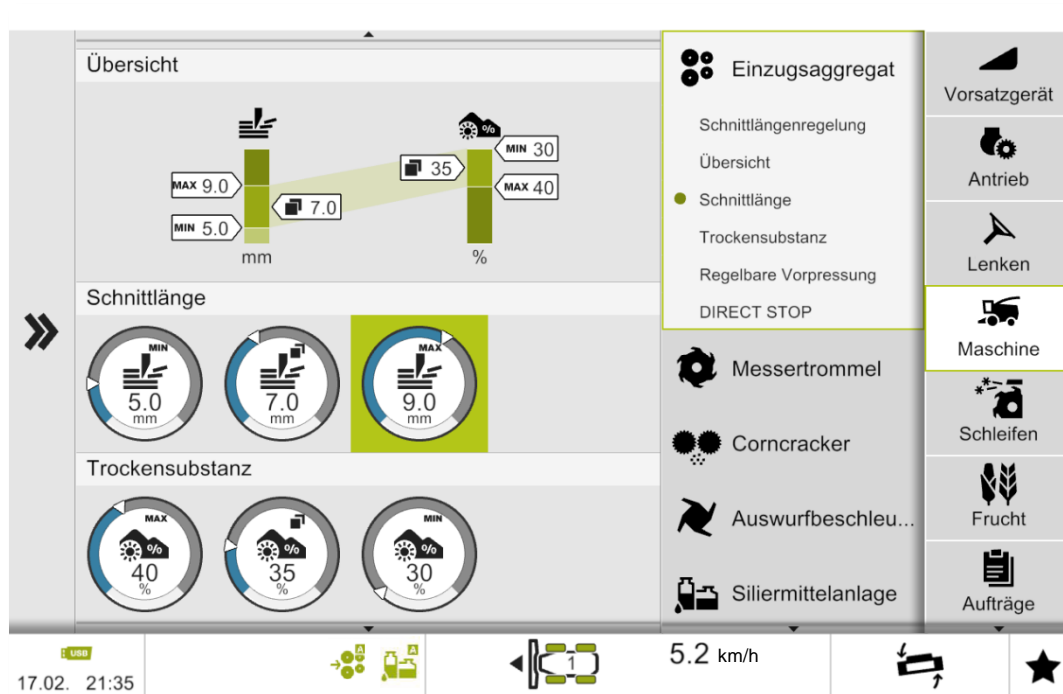 Übersicht
%
MIN 30
35
MAX 9.0
MAX 40
7.0
MIN 5.0
mm
%
Schnittlänge
MIN
5.0
mm
7.0
mm
MAX
9.0
mm
Trockensubstanz
MAX
%
40
%
%
35
%
MIN
%
30
%
Einzugsaggregat
Schnittlängenregelung
Übersicht
Schnittlänge
Trockensubstanz
Regelbare Vorpressung
DIRECT STOP
Messertrommel
Corncracker
Auswurfbeschleu...
Siliermittelanlage
Vorsatzgerät
Antrieb
Lenken
Maschine
Schleifen
Frucht
Aufträge
USB
17.02. 21:35
A
A
1
5.2 km/h